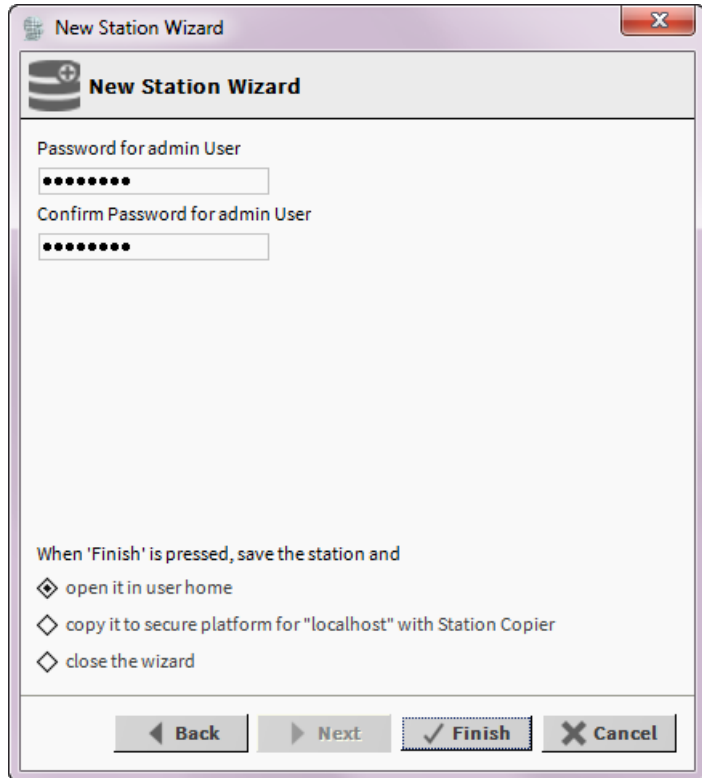 New Station Wizard
New Station Wizard
Password for admin User
••••••••
Confirm Password for admin User
••••••••
When 'Finish' is pressed, save the station and
open it in user home
copy it to secure platform for "localhost" with Station Copier
close the wizard
Back Next Finish Cancel